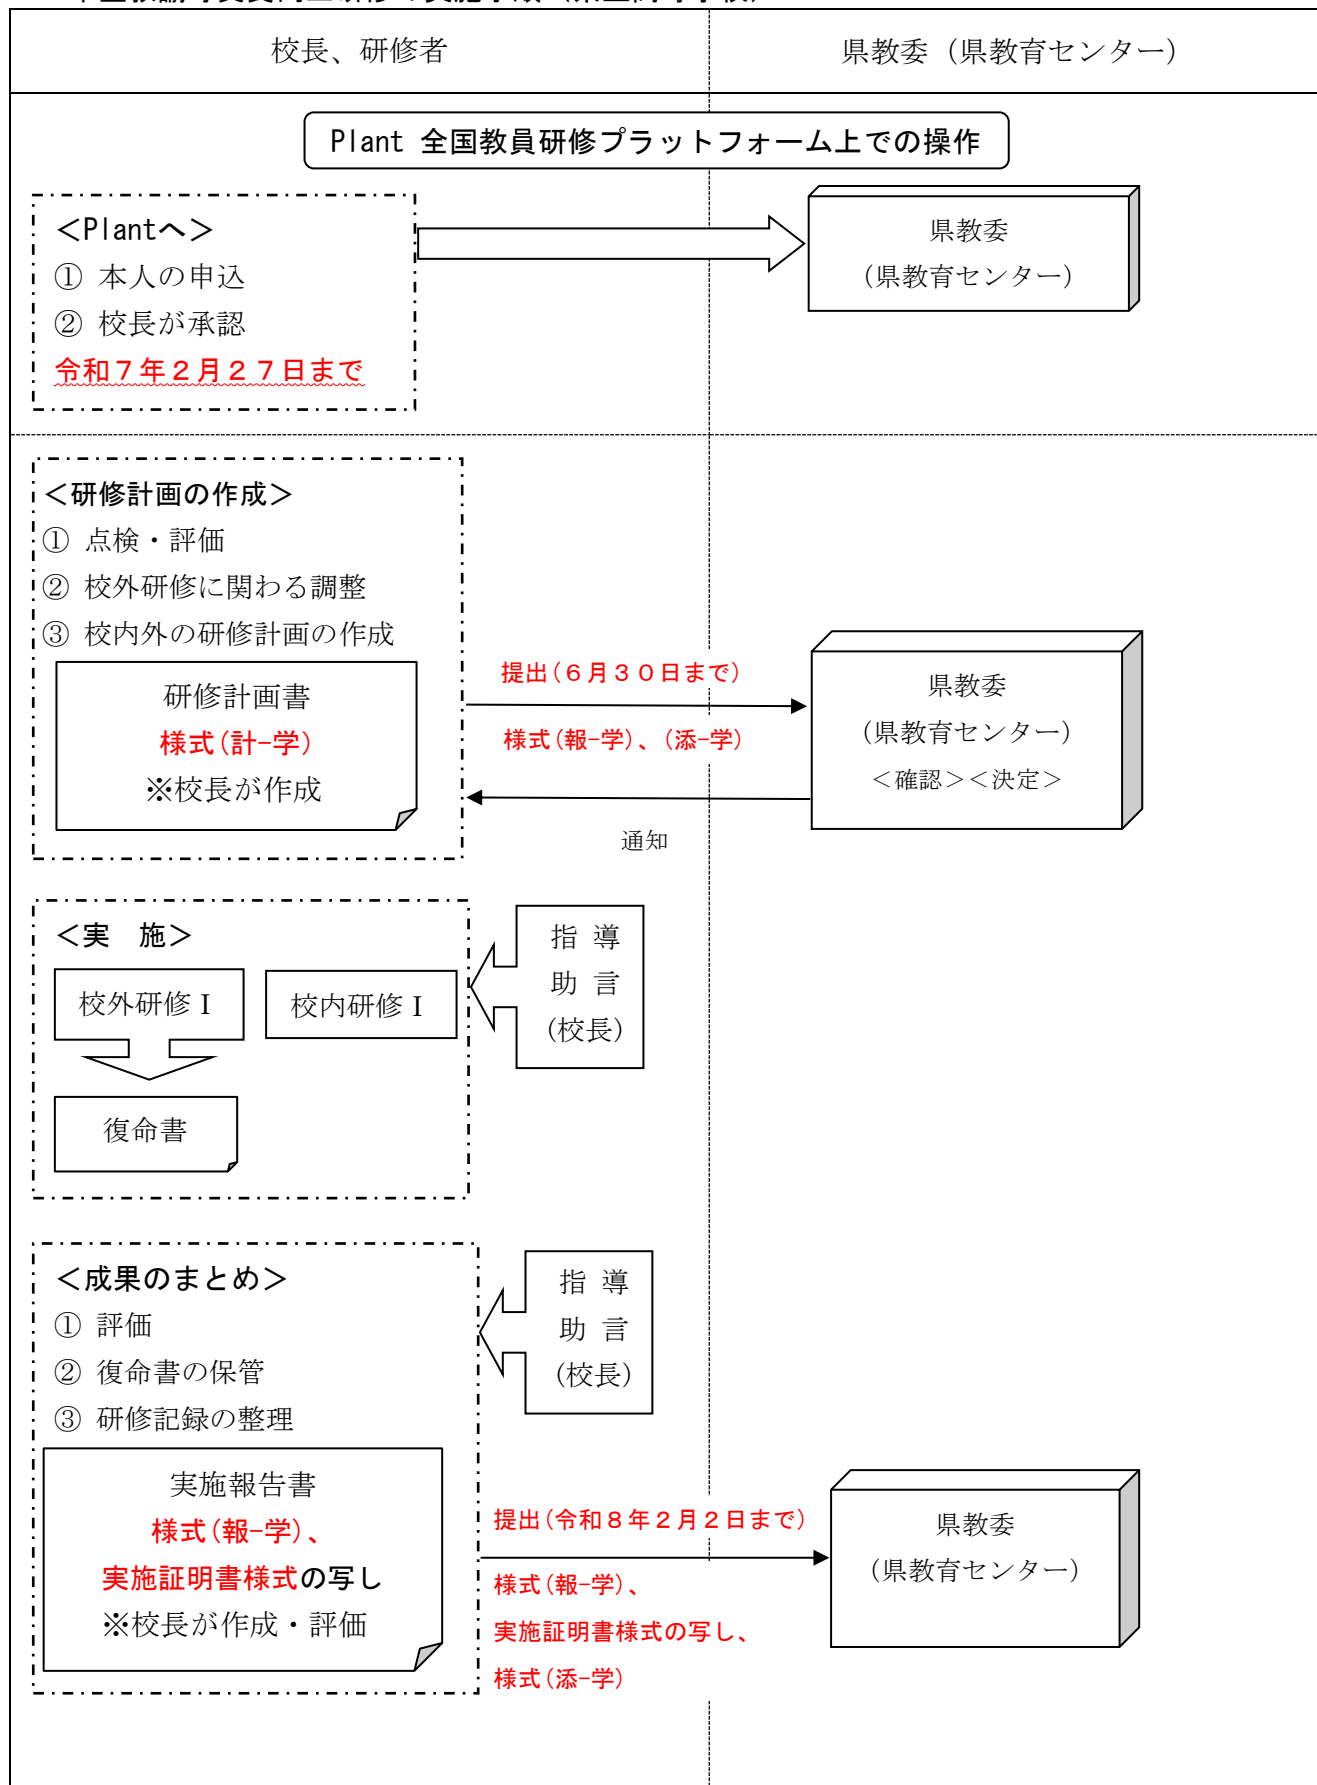 校長、研修者
県教委（県教育センター）
Plant 全国教員研修プラットフォーム上での操作
＜Plantへ＞
① 本人の申込
② 校長が承認
令和７年２月２７日まで
県教委
（県教育センター）
＜研修計画の作成＞
① 点検・評価
② 校外研修に関わる調整
③ 校内外の研修計画の作成
研修計画書
様式(計−学)
※校長が作成
提出(６月３０日まで)
様式(報−学)、(添−学)
県教委
（県教育センター）
＜確認＞＜決定＞
通知
＜実　施＞
校外研修Ⅰ
校内研修Ⅰ
復命書
指 導
助 言
(校長)
＜成果のまとめ＞
① 評価
② 復命書の保管
③ 研修記録の整理
実施報告書
様式(報−学)、
実施証明書様式の写し
※校長が作成・評価
指 導
助 言
(校長)
提出(令和８年２月２日まで)
様式(報−学)、
実施証明書様式の写し、
様式(添−学)
県教委
（県教育センター）